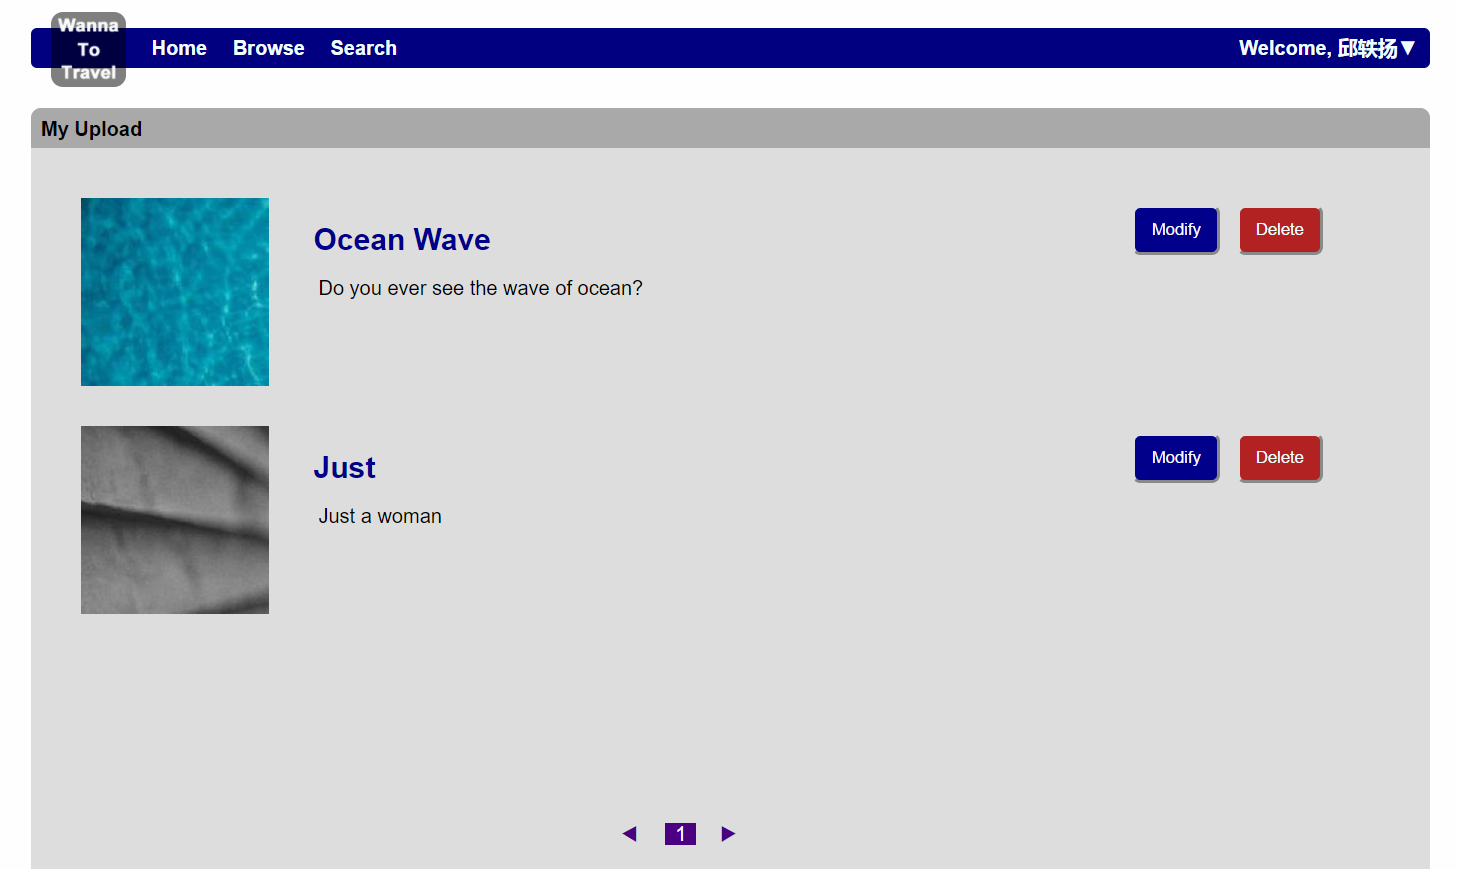 Wanna
To
Travel
Home Browse Search
Welcome, 邱轶扬▼
My Upload
Ocean Wave
Do you ever see the wave of ocean?
Modify Delete
Just
Just a woman
Modify Delete
◀ 1 ▶